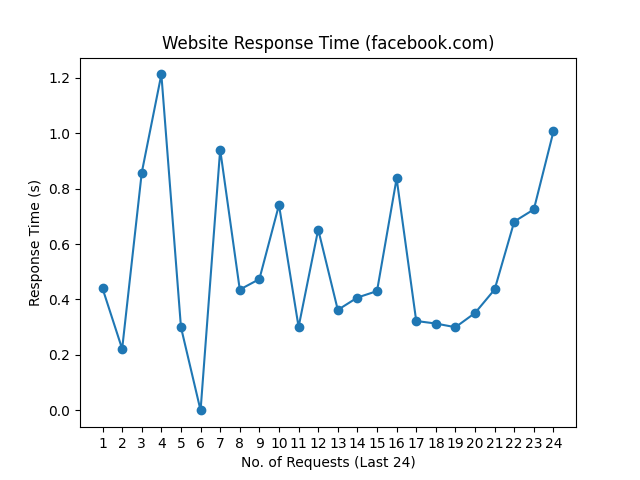 Website Response Time (facebook.com)
Response Time (s)
1.2
1.0
0.8
0.6
0.4
0.2
0.0
1 2 3 4 5 6 7 8 9 10 11 12 13 14 15 16 17 18 19 20 21 22 23 24
No. of Requests (Last 24)